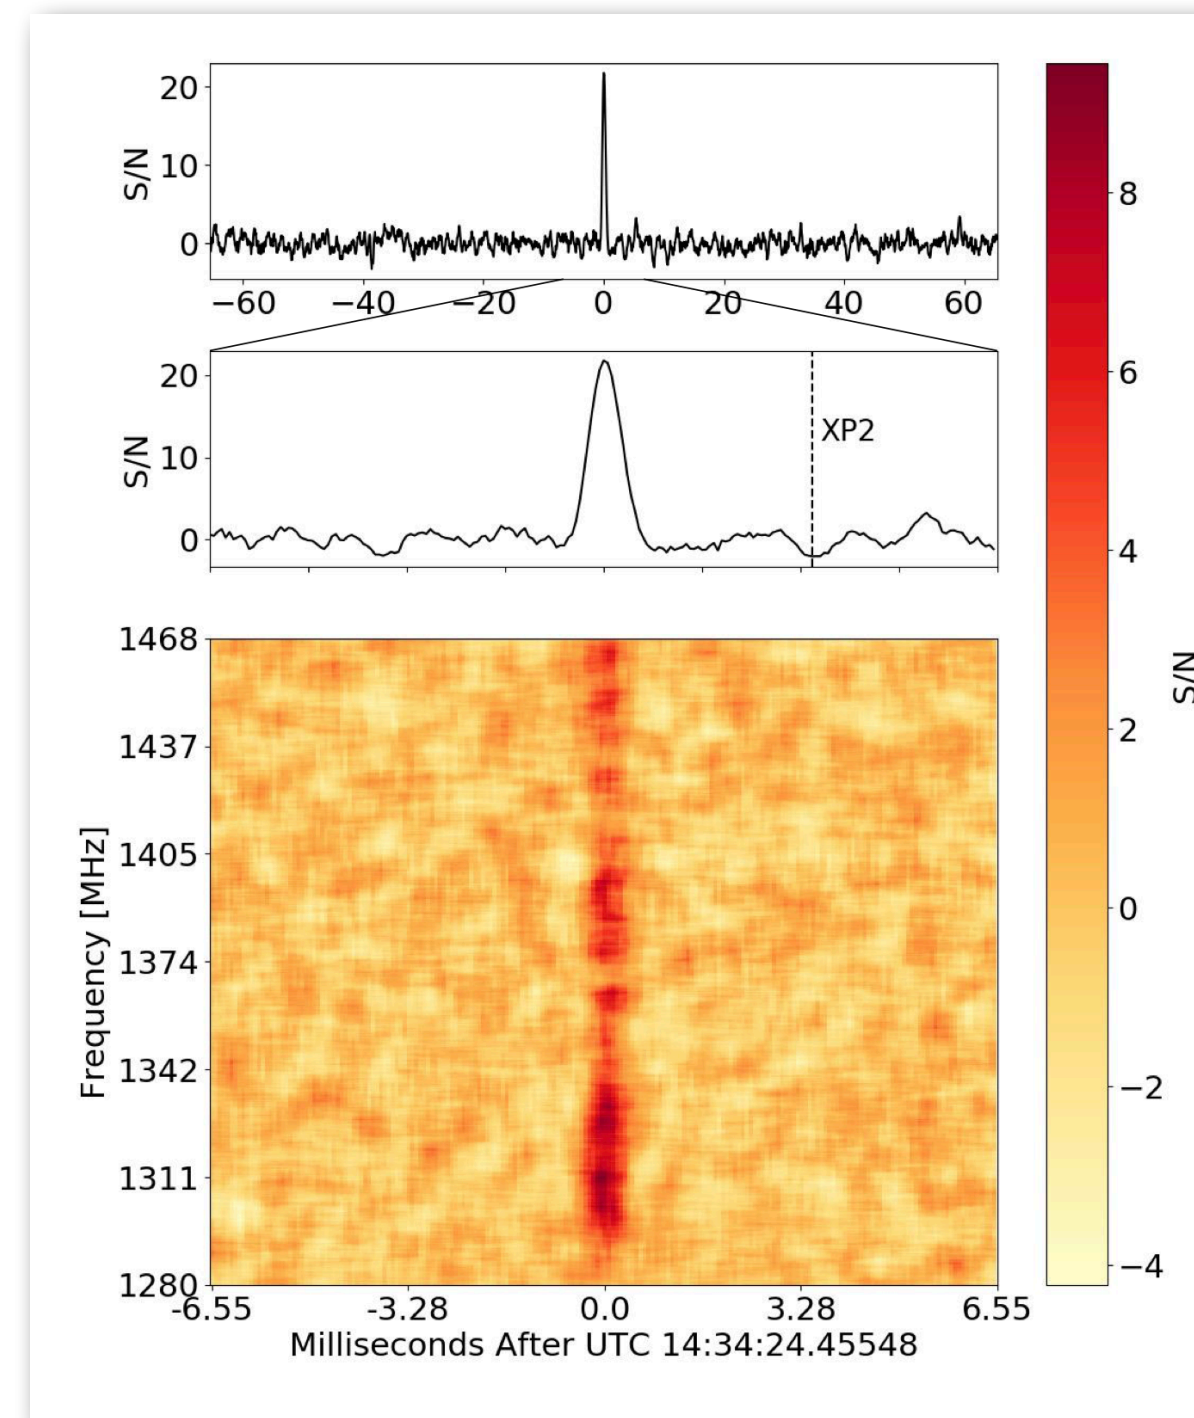 20
10
0
S/N
−60 −40 −20 0 20 40 60
20
10
0
S/N
XP2
1468
1437
1405
1374
1342
1311
1280
Frequency [MHz]
-6.55 -3.28 0.0 3.28 6.55
Milliseconds After UTC 14:34:24.45548
8
6
4
2
0
−2
−4
S/N